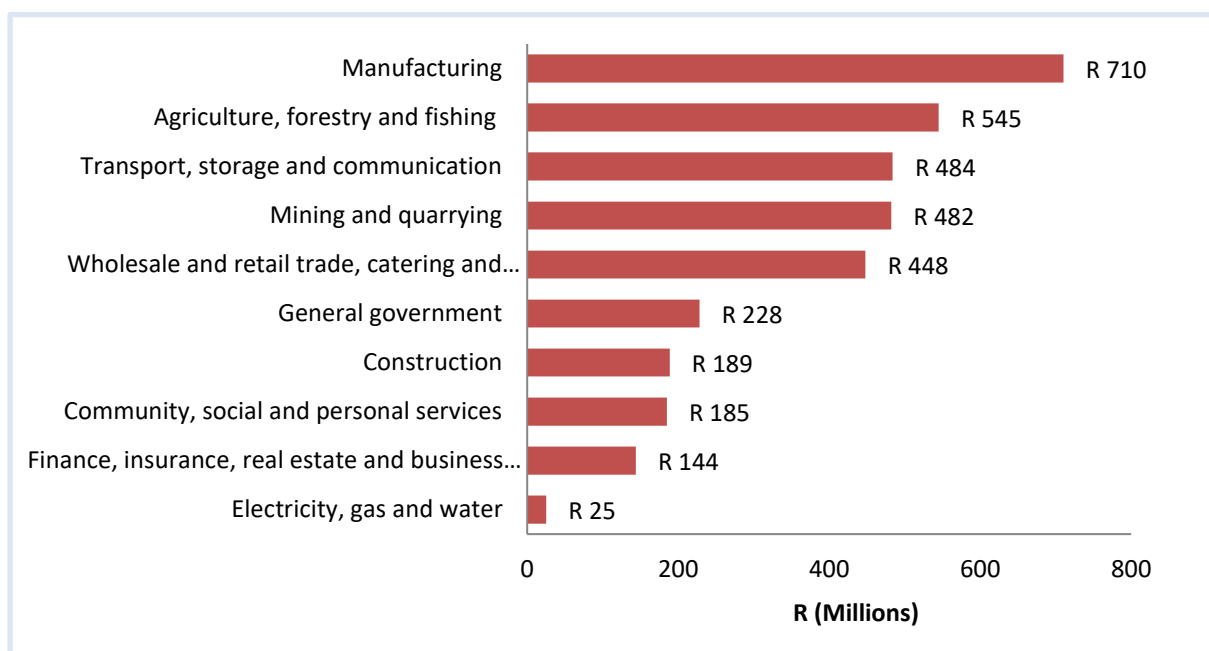 Manufacturing R 710
Agriculture, forestry and fishing R 545
Transport, storage and communication R 484
Mining and quarrying R 482
Wholesale and retail trade, catering and... R 448
General government R 228
Construction R 189
Community, social and personal services R 185
Finance, insurance, real estate and business... R 144
Electricity, gas and water R 25
0 200 400 600 800
R (Millions)